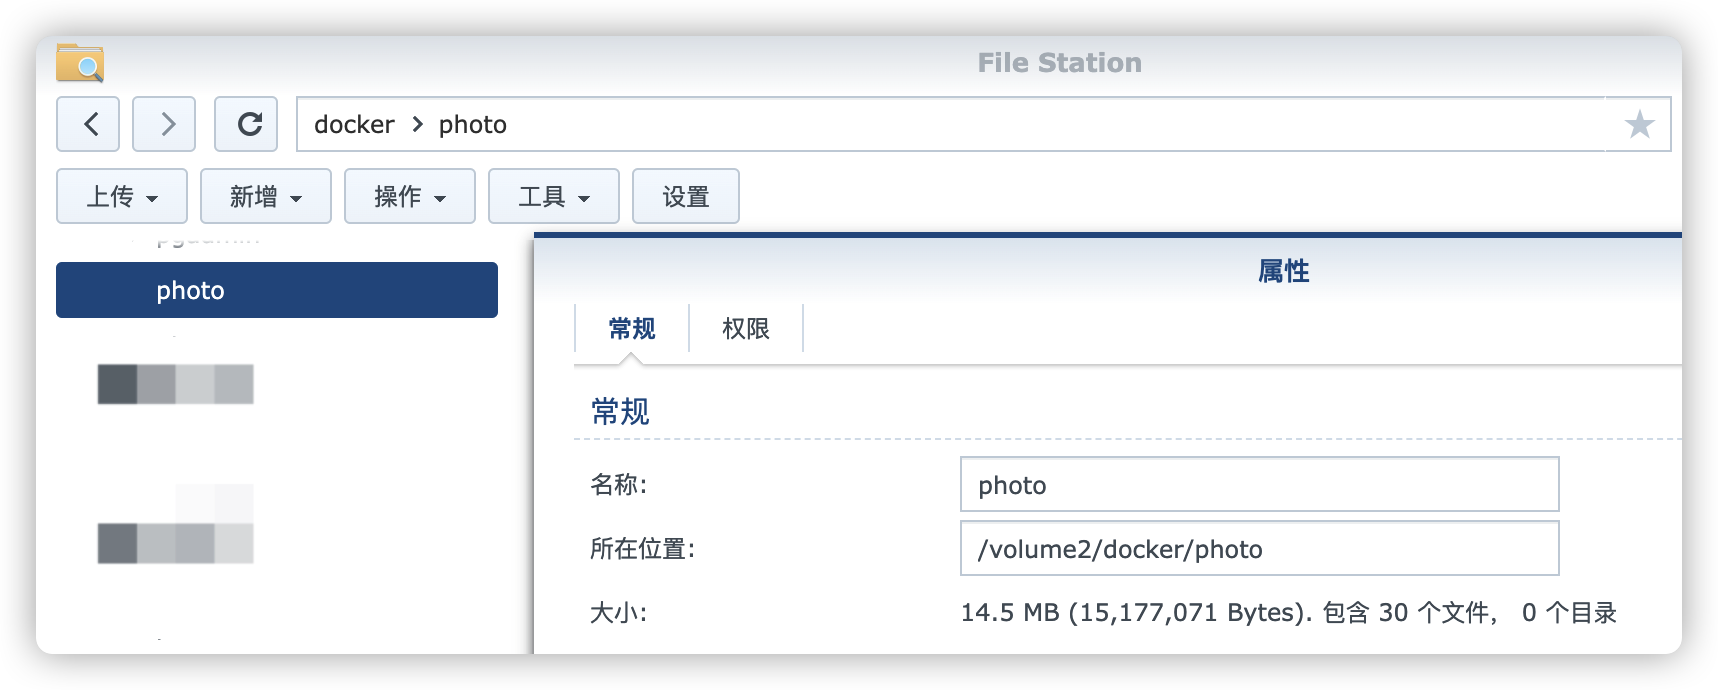 File Station
docker > photo
上传 新增 操作 工具 设置
photo
属性
常规 权限
常规
名称: photo
所在位置: /volume2/docker/photo
大小: 14.5 MB (15,177,071 Bytes). 包含 30 个文件， 0 个目录